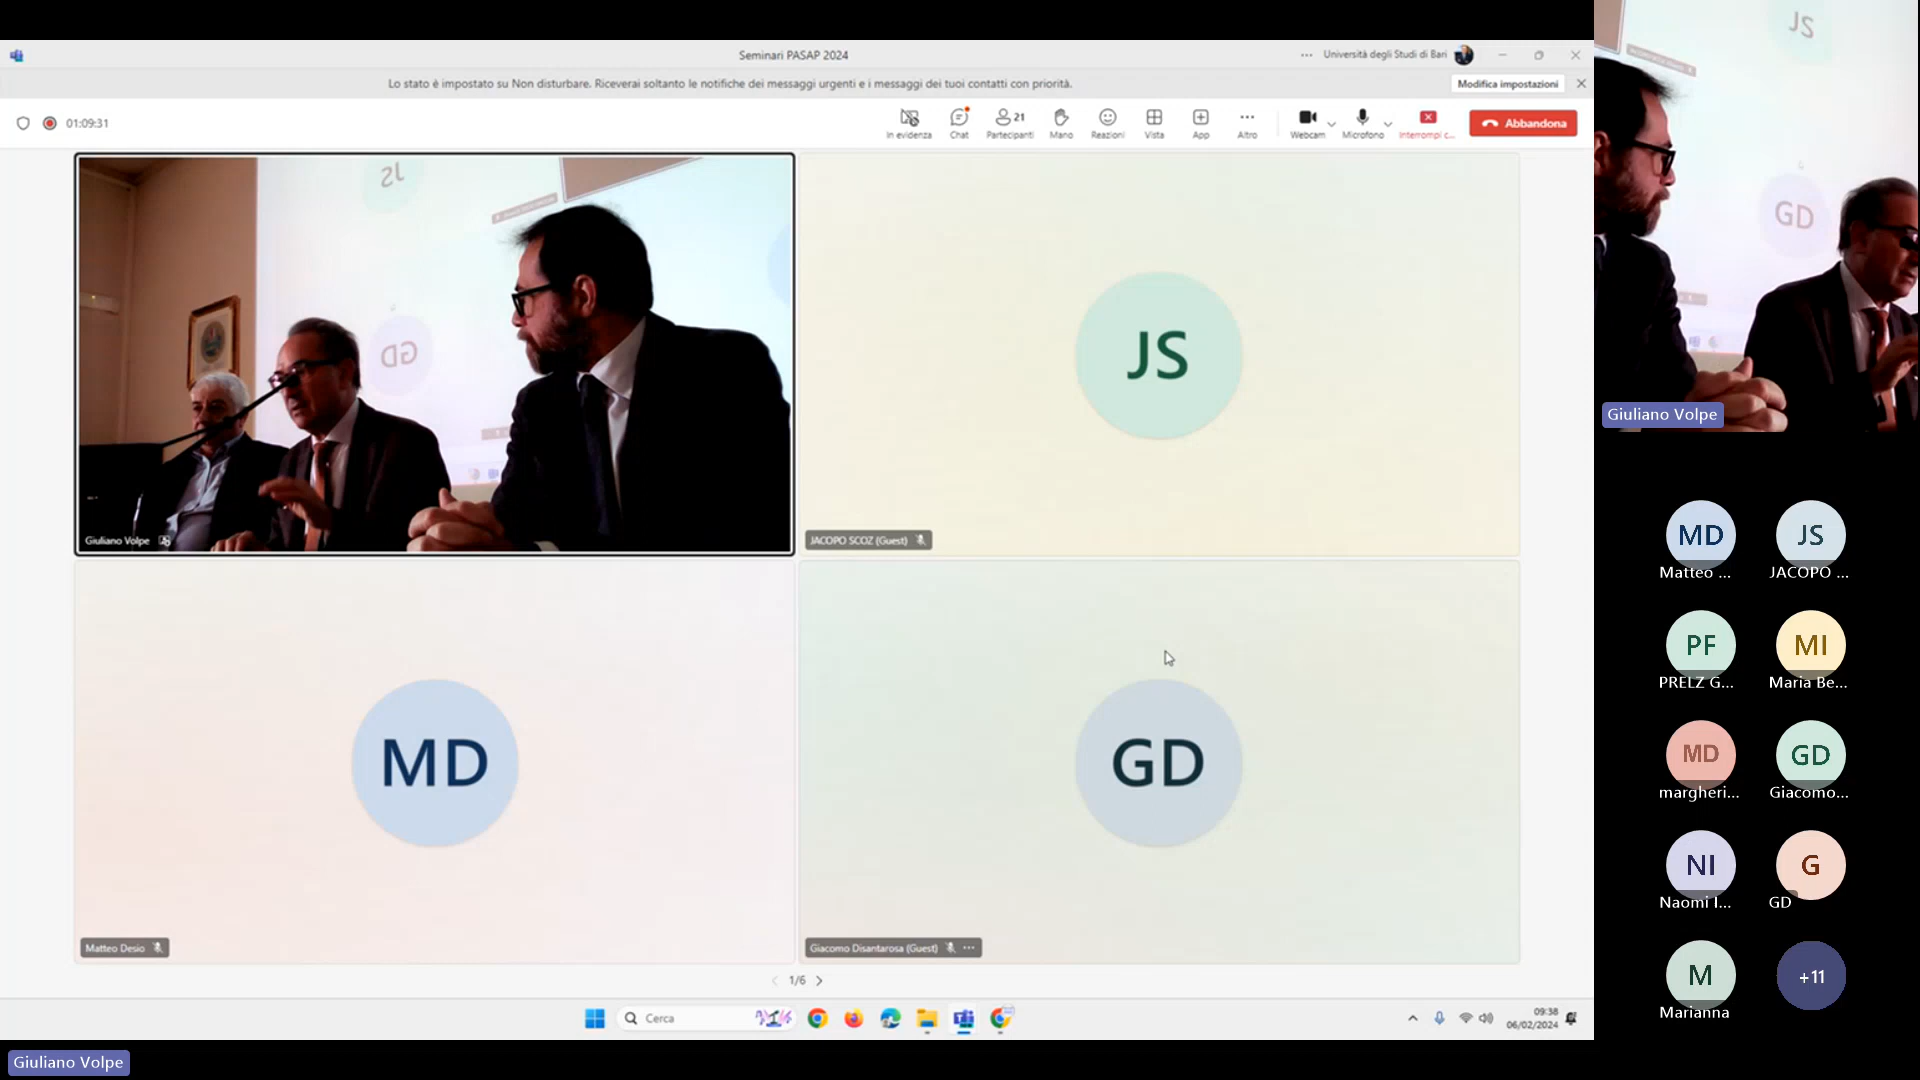 Seminari PASAP 2024
Università degli Studi di Bari
Lo stato è impostato su Non disturbare. Riceverai soltanto le notifiche dei messaggi urgenti e i messaggi dei tuoi contatti con priorità.
Modifica impostazioni
01:09:31
In evidenza
Chat
21
Partecipanti
Mano
Reazioni
Vista
App
Altro
Webcam
Microfono
Interrompi c...
Abbandona
JS
GD
Giuliano Volpe
JS
JACOPO SCOZ (Guest)
MD
Matteo Desio
GD
Giacomo Disantarosa (Guest)
1/6
Cerca
09:38
06/02/2024
Giuliano Volpe
JS
GD
Giuliano Volpe
MD
Matteo ...
JS
JACOPO ...
PF
PRELZ G...
MI
Maria Be...
MD
margheri...
GD
Giacomo...
NI
Naomi I...
G
GD
M
Marianna
+11